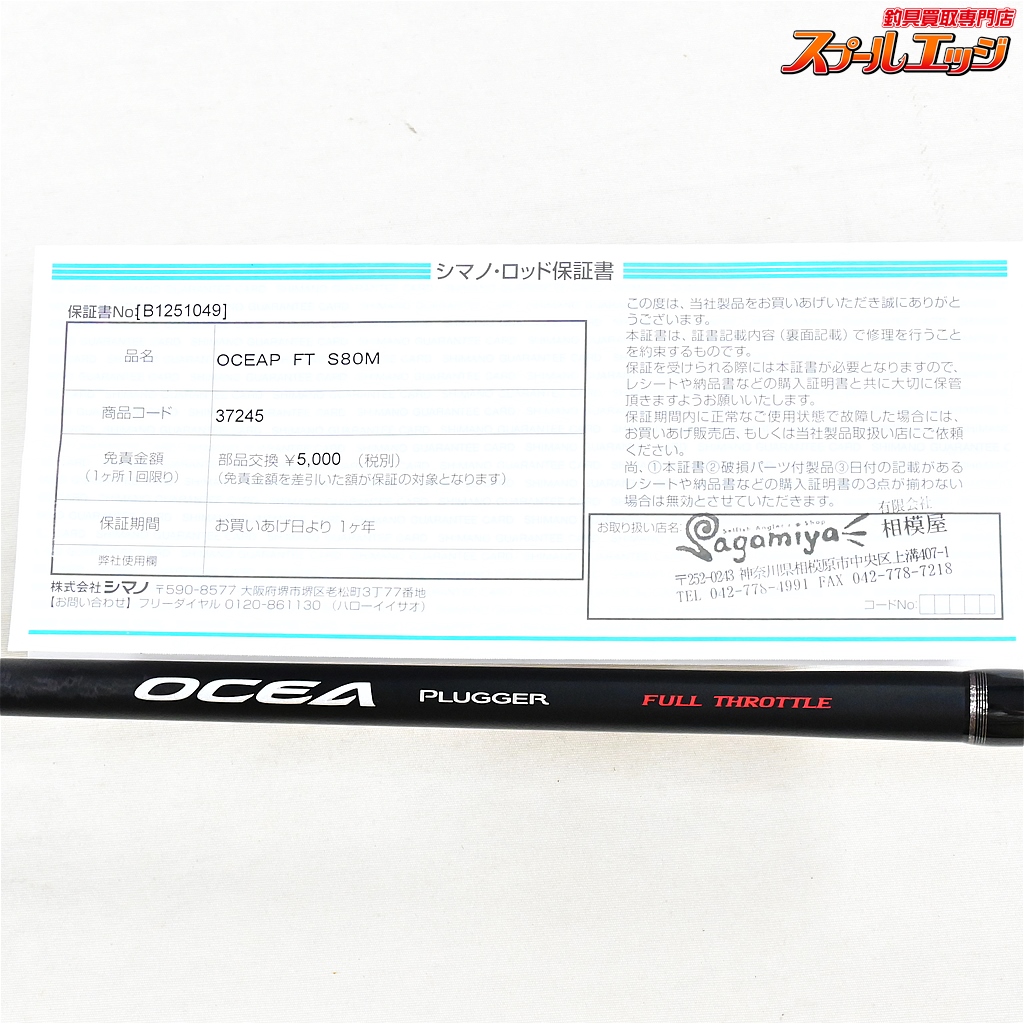 釣具買取専門店
スプールエッジ
シマノ・ロッド保証書
保証書No.[B1251049]
品名 OCEAP FT S80M
商品コード 37245
免責金額 部品交換 ¥5,000 (税別)
(1ヶ所1回限り) (免責金額を差引いた額が保証の対象となります)
保証期間 お買いあげ日より 1ヶ年
弊社使用欄
株式会社シマノ 〒590-8577 大阪府堺市堺区老松町3丁77番地
【お問い合わせ】フリーダイヤル 0120-861130 (ハローイイサオ)
この度は、当社製品をお買いあげいただき誠にありがと
うございます。
本証書は、証書記載内容(裏面記載)で修理を行うこと
を約束するものです。
保証を受けられる際には本証書が必要となりますので、
レシートや納品書などの購入証明書と共に大切に保管
頂きますようお願いいたします。
保証期間内に正常なご使用状態で故障した場合には、
お買いあげ販売店、もしくは当社製品取扱い店にご依頼
ください。
尚、①本証書②破損パーツ付製品③日付の記載がある
レシートや納品書などの購入証明書の3点が揃わない
場合は無効とさせていただきます。
お取り扱い店名:
Selfish Angler's Shop 有限会社
Sagamiya 相模屋
〒252-0243 神奈川県相模原市中央区上溝407-1
TEL 042-778-4991 FAX 042-778-7218
コードNo:
OCEA PLUGGER FULL THROTTLE